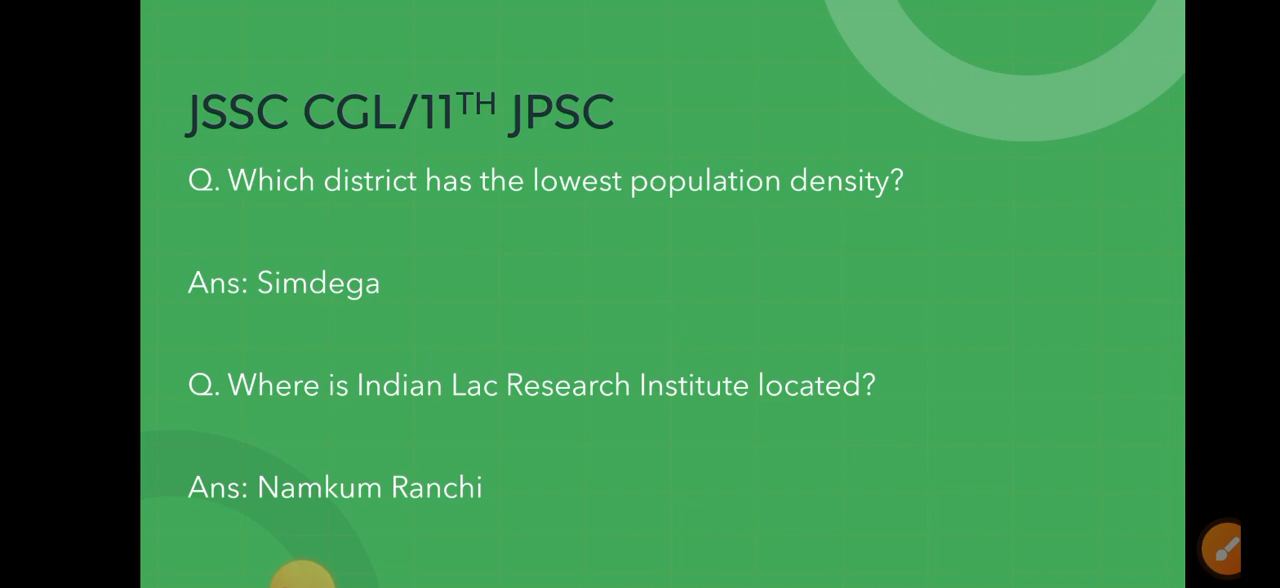 JSSC CGL/11TH JPSC
Q. Which district has the lowest population density?
Ans: Simdega
Q. Where is Indian Lac Research Institute located?
Ans: Namkum Ranchi